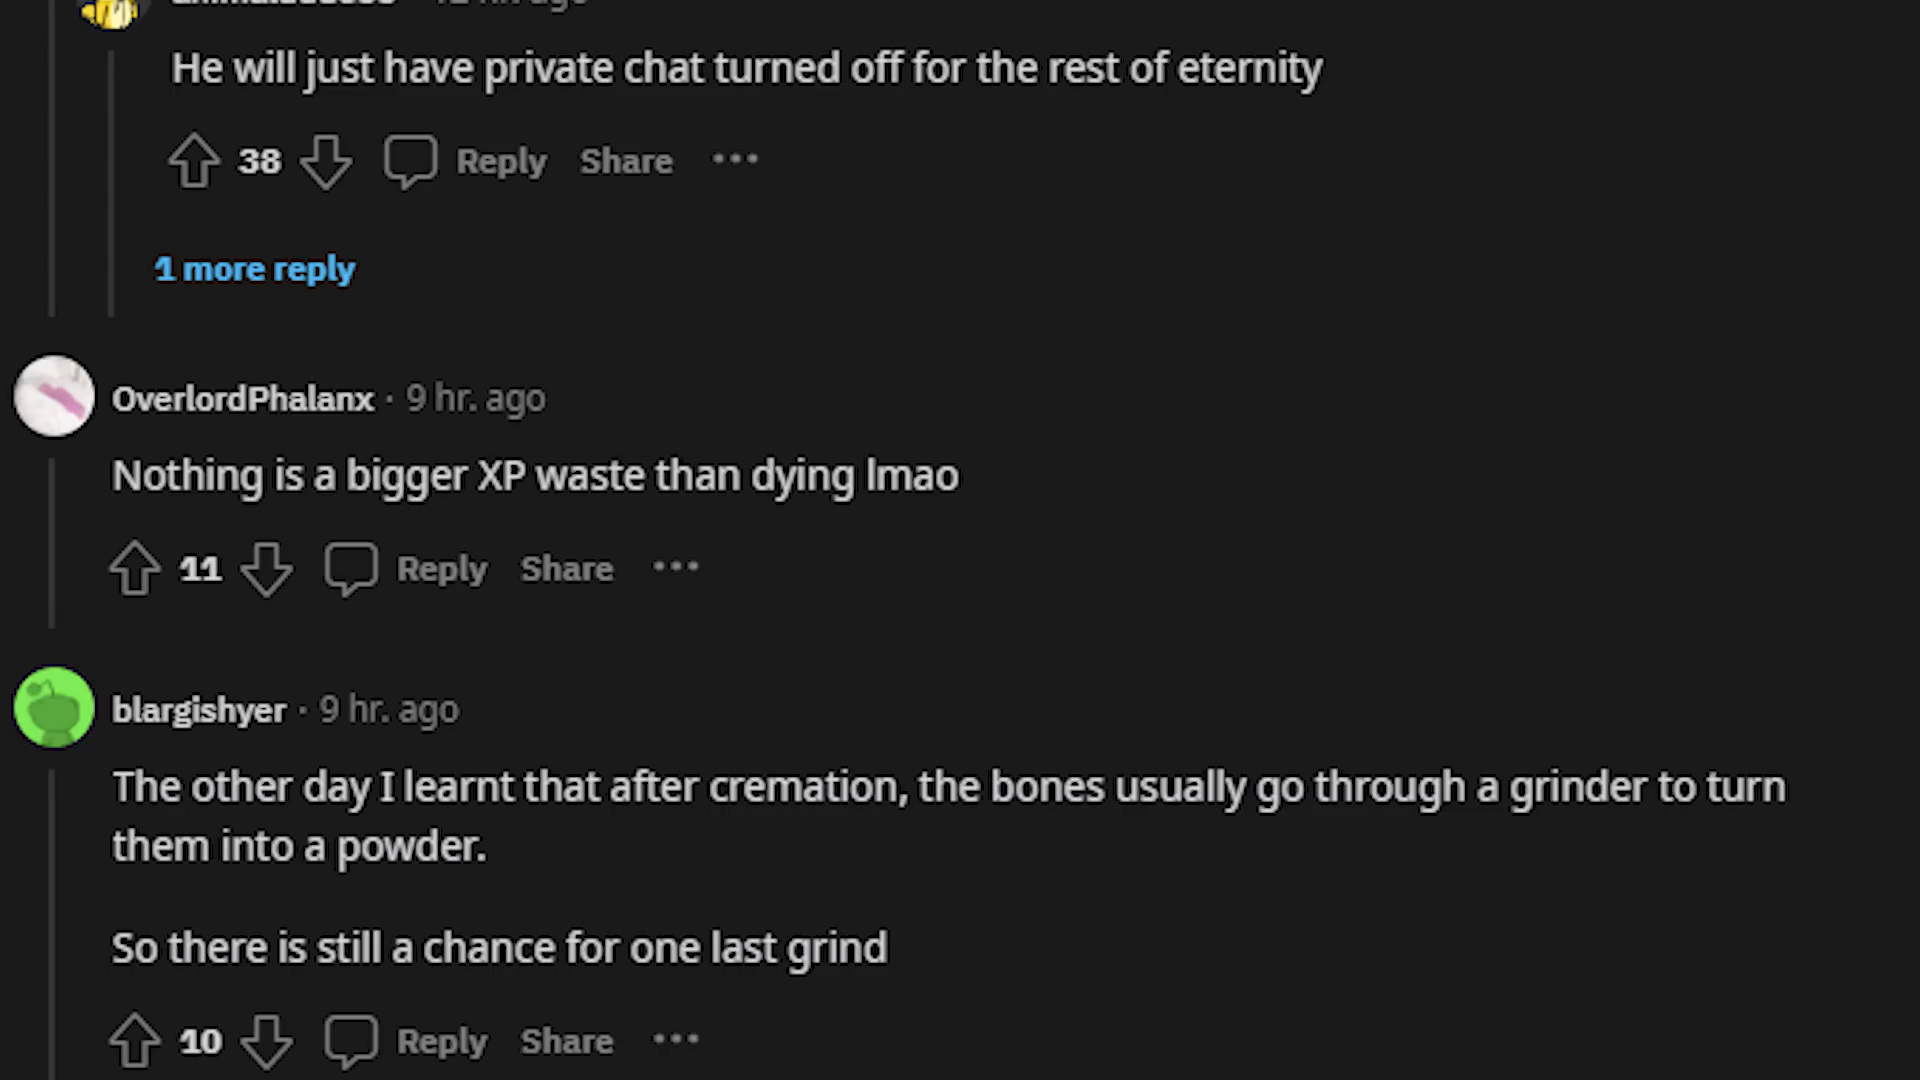 He will just have private chat turned off for the rest of eternity
38 Reply Share ...
1 more reply
OverlordPhalanx · 9 hr. ago
Nothing is a bigger XP waste than dying lmao
11 Reply Share ...
blargishyer · 9 hr. ago
The other day I learnt that after cremation, the bones usually go through a grinder to turn
them into a powder.
So there is still a chance for one last grind
10 Reply Share ...